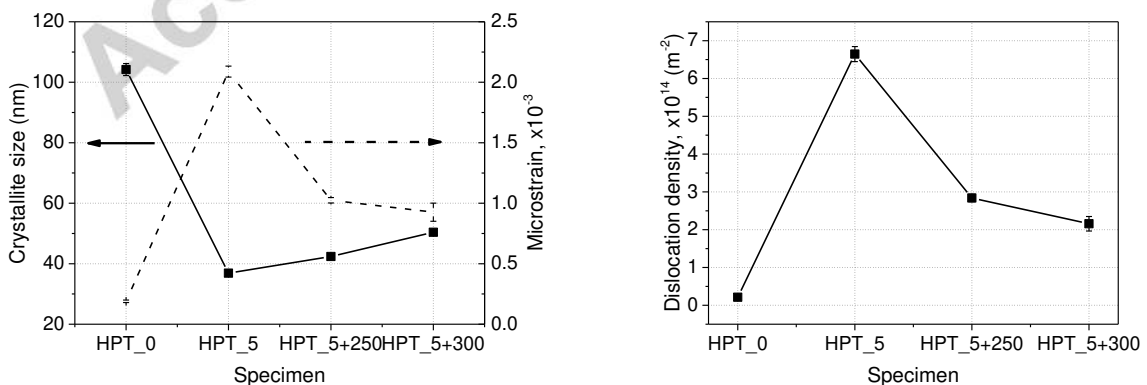 Acc
120
100
80
60
40
20
Crystallite size (nm)
2.5
2.0
1.5
1.0
0.5
0.0
Microstrain, x10⁻³
HPT_0 HPT_5 HPT_5+250 HPT_5+300
Specimen
7
6
5
4
3
2
1
0
Dislocation density, x10¹⁴ (m⁻²)
HPT_0 HPT_5 HPT_5+250 HPT_5+300
Specimen